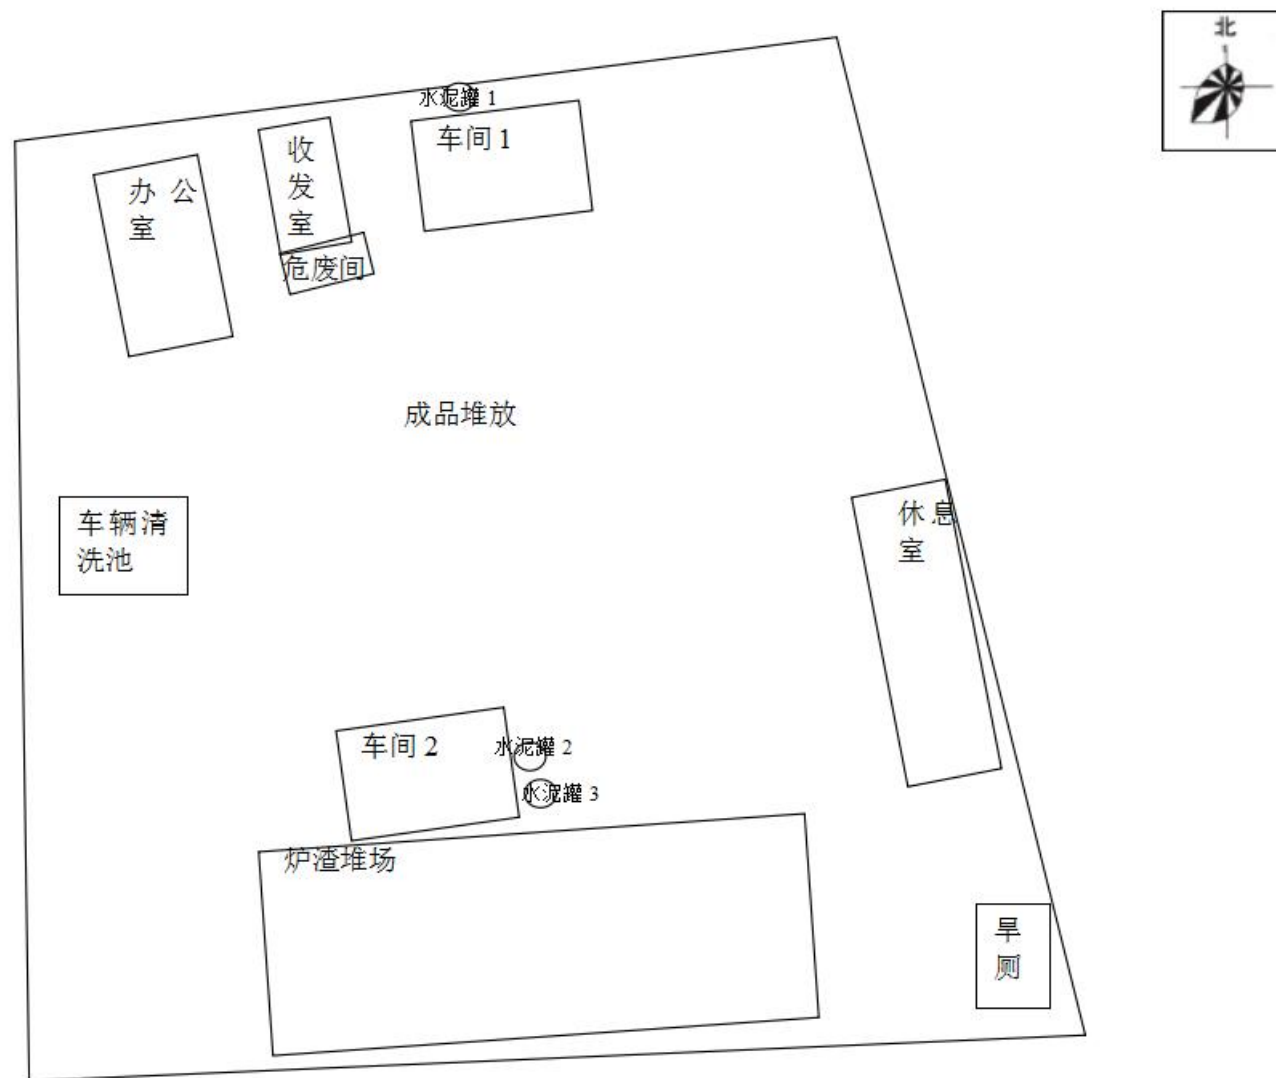 北
水泥罐 1
车间 1
收
发
室
办 公
室
危废间
成品堆放
车辆清
洗池
休息
室
车间 2
水泥罐 2
水泥罐 3
炉渣堆场
旱
厕